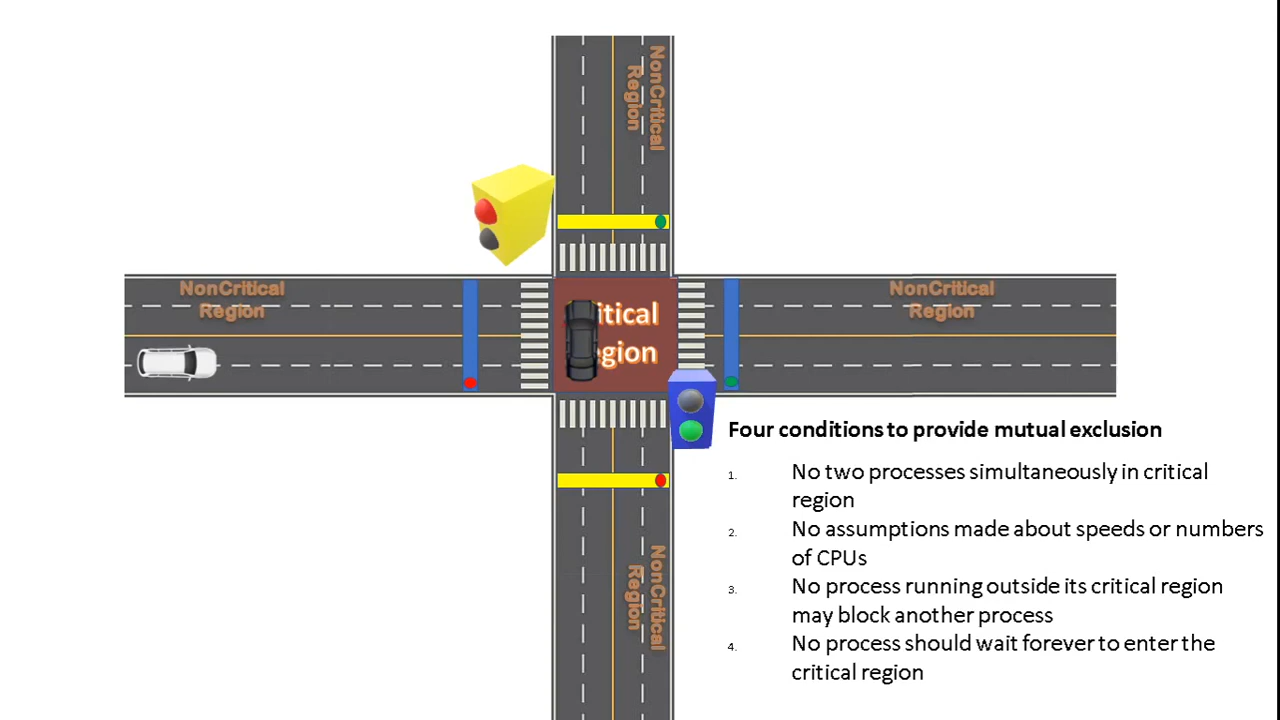 NonCritical
Region
NonCritical
Region
NonCritical
Region
itical
egion
Four conditions to provide mutual exclusion
1. No two processes simultaneously in critical
region
2. No assumptions made about speeds or numbers
of CPUs
3. No process running outside its critical region
may block another process
4. No process should wait forever to enter the
critical region
NonCritical
Region